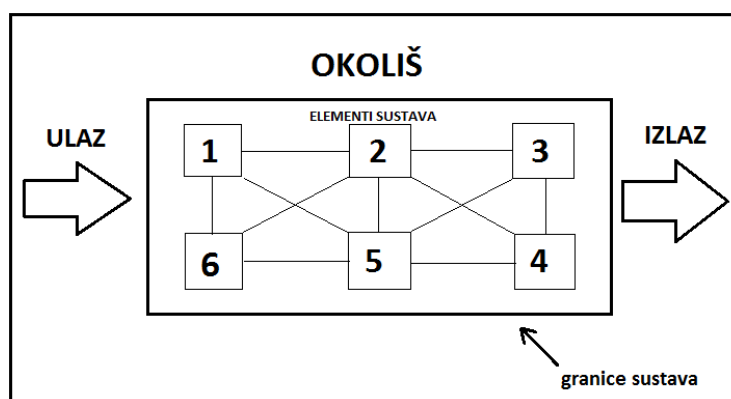 OKOLIŠ
ELEMENTI SUSTAVA
ULAZ
IZLAZ
1
2
3
6
5
4
granice sustava